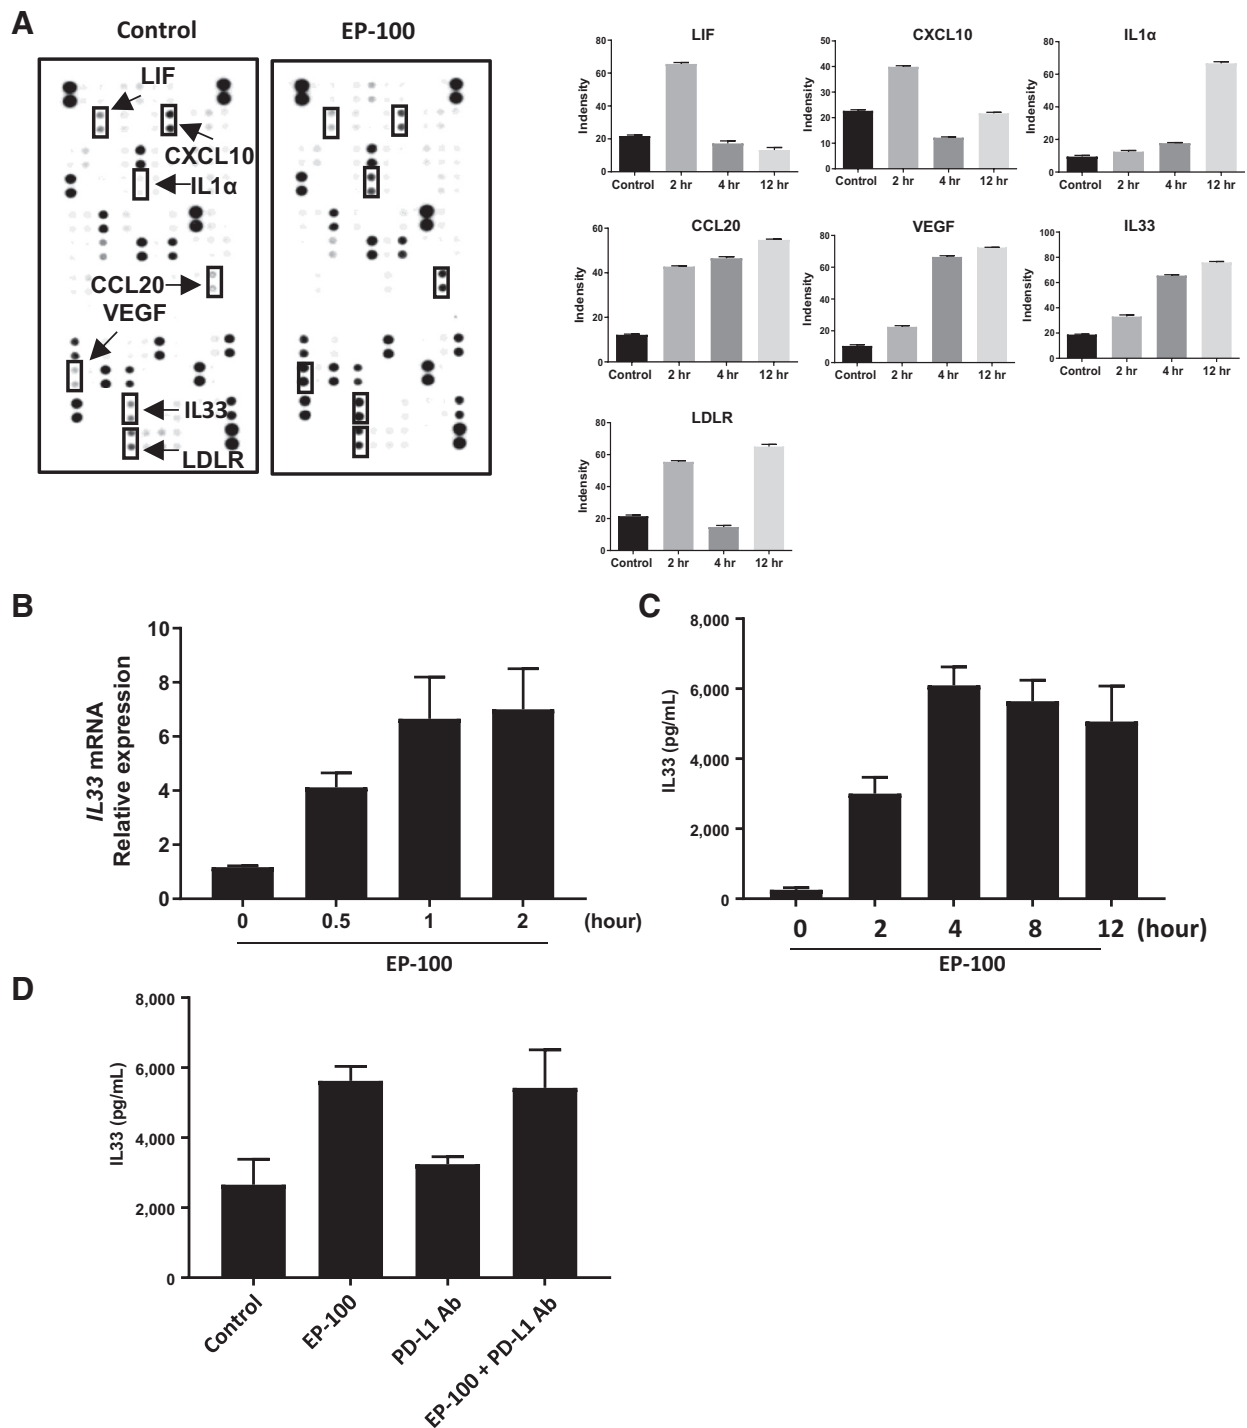 A
Control
EP-100
LIF
CXCL10
IL1α
CCL20
VEGF
IL33
LDLR
LIF
Indensity
80
60
40
20
0
Control 2 hr 4 hr 12 hr
CXCL10
Indensity
50
40
30
20
10
0
Control 2 hr 4 hr 12 hr
IL1α
Indensity
80
60
40
20
0
Control 2 hr 4 hr 12 hr
CCL20
Indensity
60
40
20
0
Control 2 hr 4 hr 12 hr
VEGF
Indensity
80
60
40
20
0
Control 2 hr 4 hr 12 hr
IL33
Indensity
100
80
60
40
20
0
Control 2 hr 4 hr 12 hr
LDLR
Indensity
80
60
40
20
0
Control 2 hr 4 hr 12 hr
B
IL33 mRNA
Relative expression
10
8
6
4
2
0
0 0.5 1 2 (hour)
EP-100
C
IL33 (pg/mL)
8,000
6,000
4,000
2,000
0
0 2 4 8 12 (hour)
EP-100
D
IL33 (pg/mL)
8,000
6,000
4,000
2,000
0
Control
EP-100
PD-L1 Ab
EP-100 + PD-L1 Ab